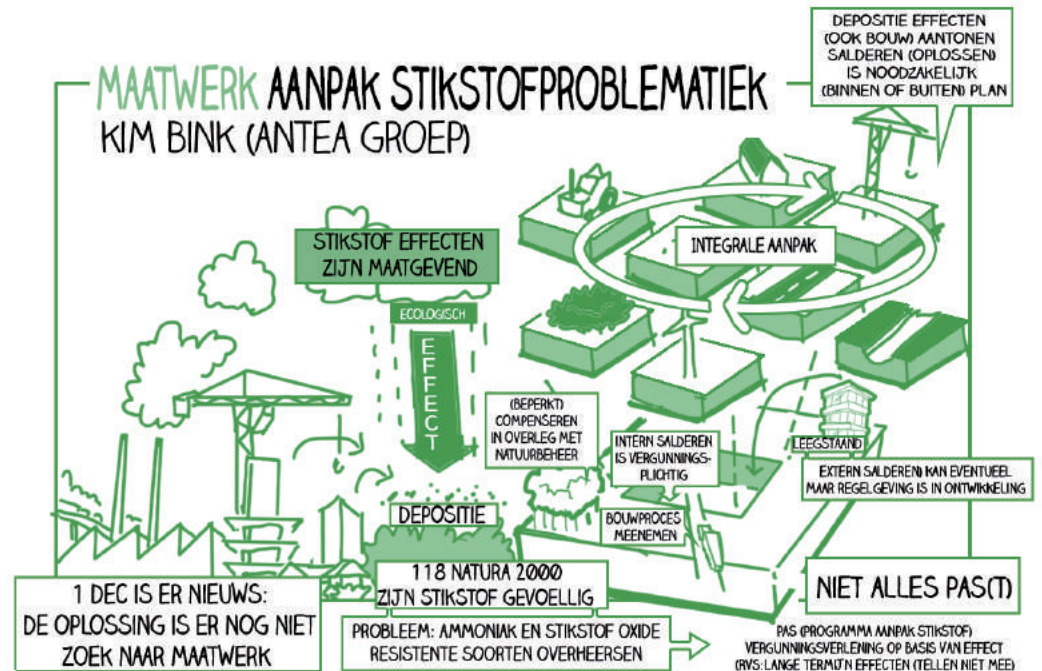 MAATWERK AANPAK STIKSTOFPROBLEMATIEK
KIM BINK (ANTEA GROEP)
DEPOSITIE EFFECTEN
(OOK BOUW) AANTONEN
SALDEREN (OPLOSSEN)
IS NOODZAKELIJK
(BINNEN OF BUITEN) PLAN
STIKSTOF EFFECTEN
ZIJN MAATGEVEND
ECOLOGISCH
EFFECT
DEPOSITIE
INTEGRALE AANPAK
(BEPERKT)
COMPENSEREN
IN OVERLEG MET
NATUURBEHEER
INTERN SALDEREN
IS VERGUNNINGS-
PLICHTIG
BOUWPROCES
MEENEMEN
LEEGSTAAND
EXTERN SALDEREN) KAN EVENTUEEL
MAAR REGELGEVING IS IN ONTWIKKELING
1 DEC IS ER NIEUWS:
DE OPLOSSING IS ER NOG NIET
ZOEK NAAR MAATWERK
118 NATURA 2000
ZIJN STIKSTOF GEVOELLIG
PROBLEEM: AMMONIAK EN STIKSTOF OXIDE
RESISTENTE SOORTEN OVERHEERSEN
NIET ALLES PAS(T)
PAS (PROGRAMMA AANPAK STIKSTOF)
VERGUNNINGSVERLENING OP BASIS VAN EFFECT
(RVS: LANGE TERMIJN EFFECTEN (TELLEN NIET MEE)